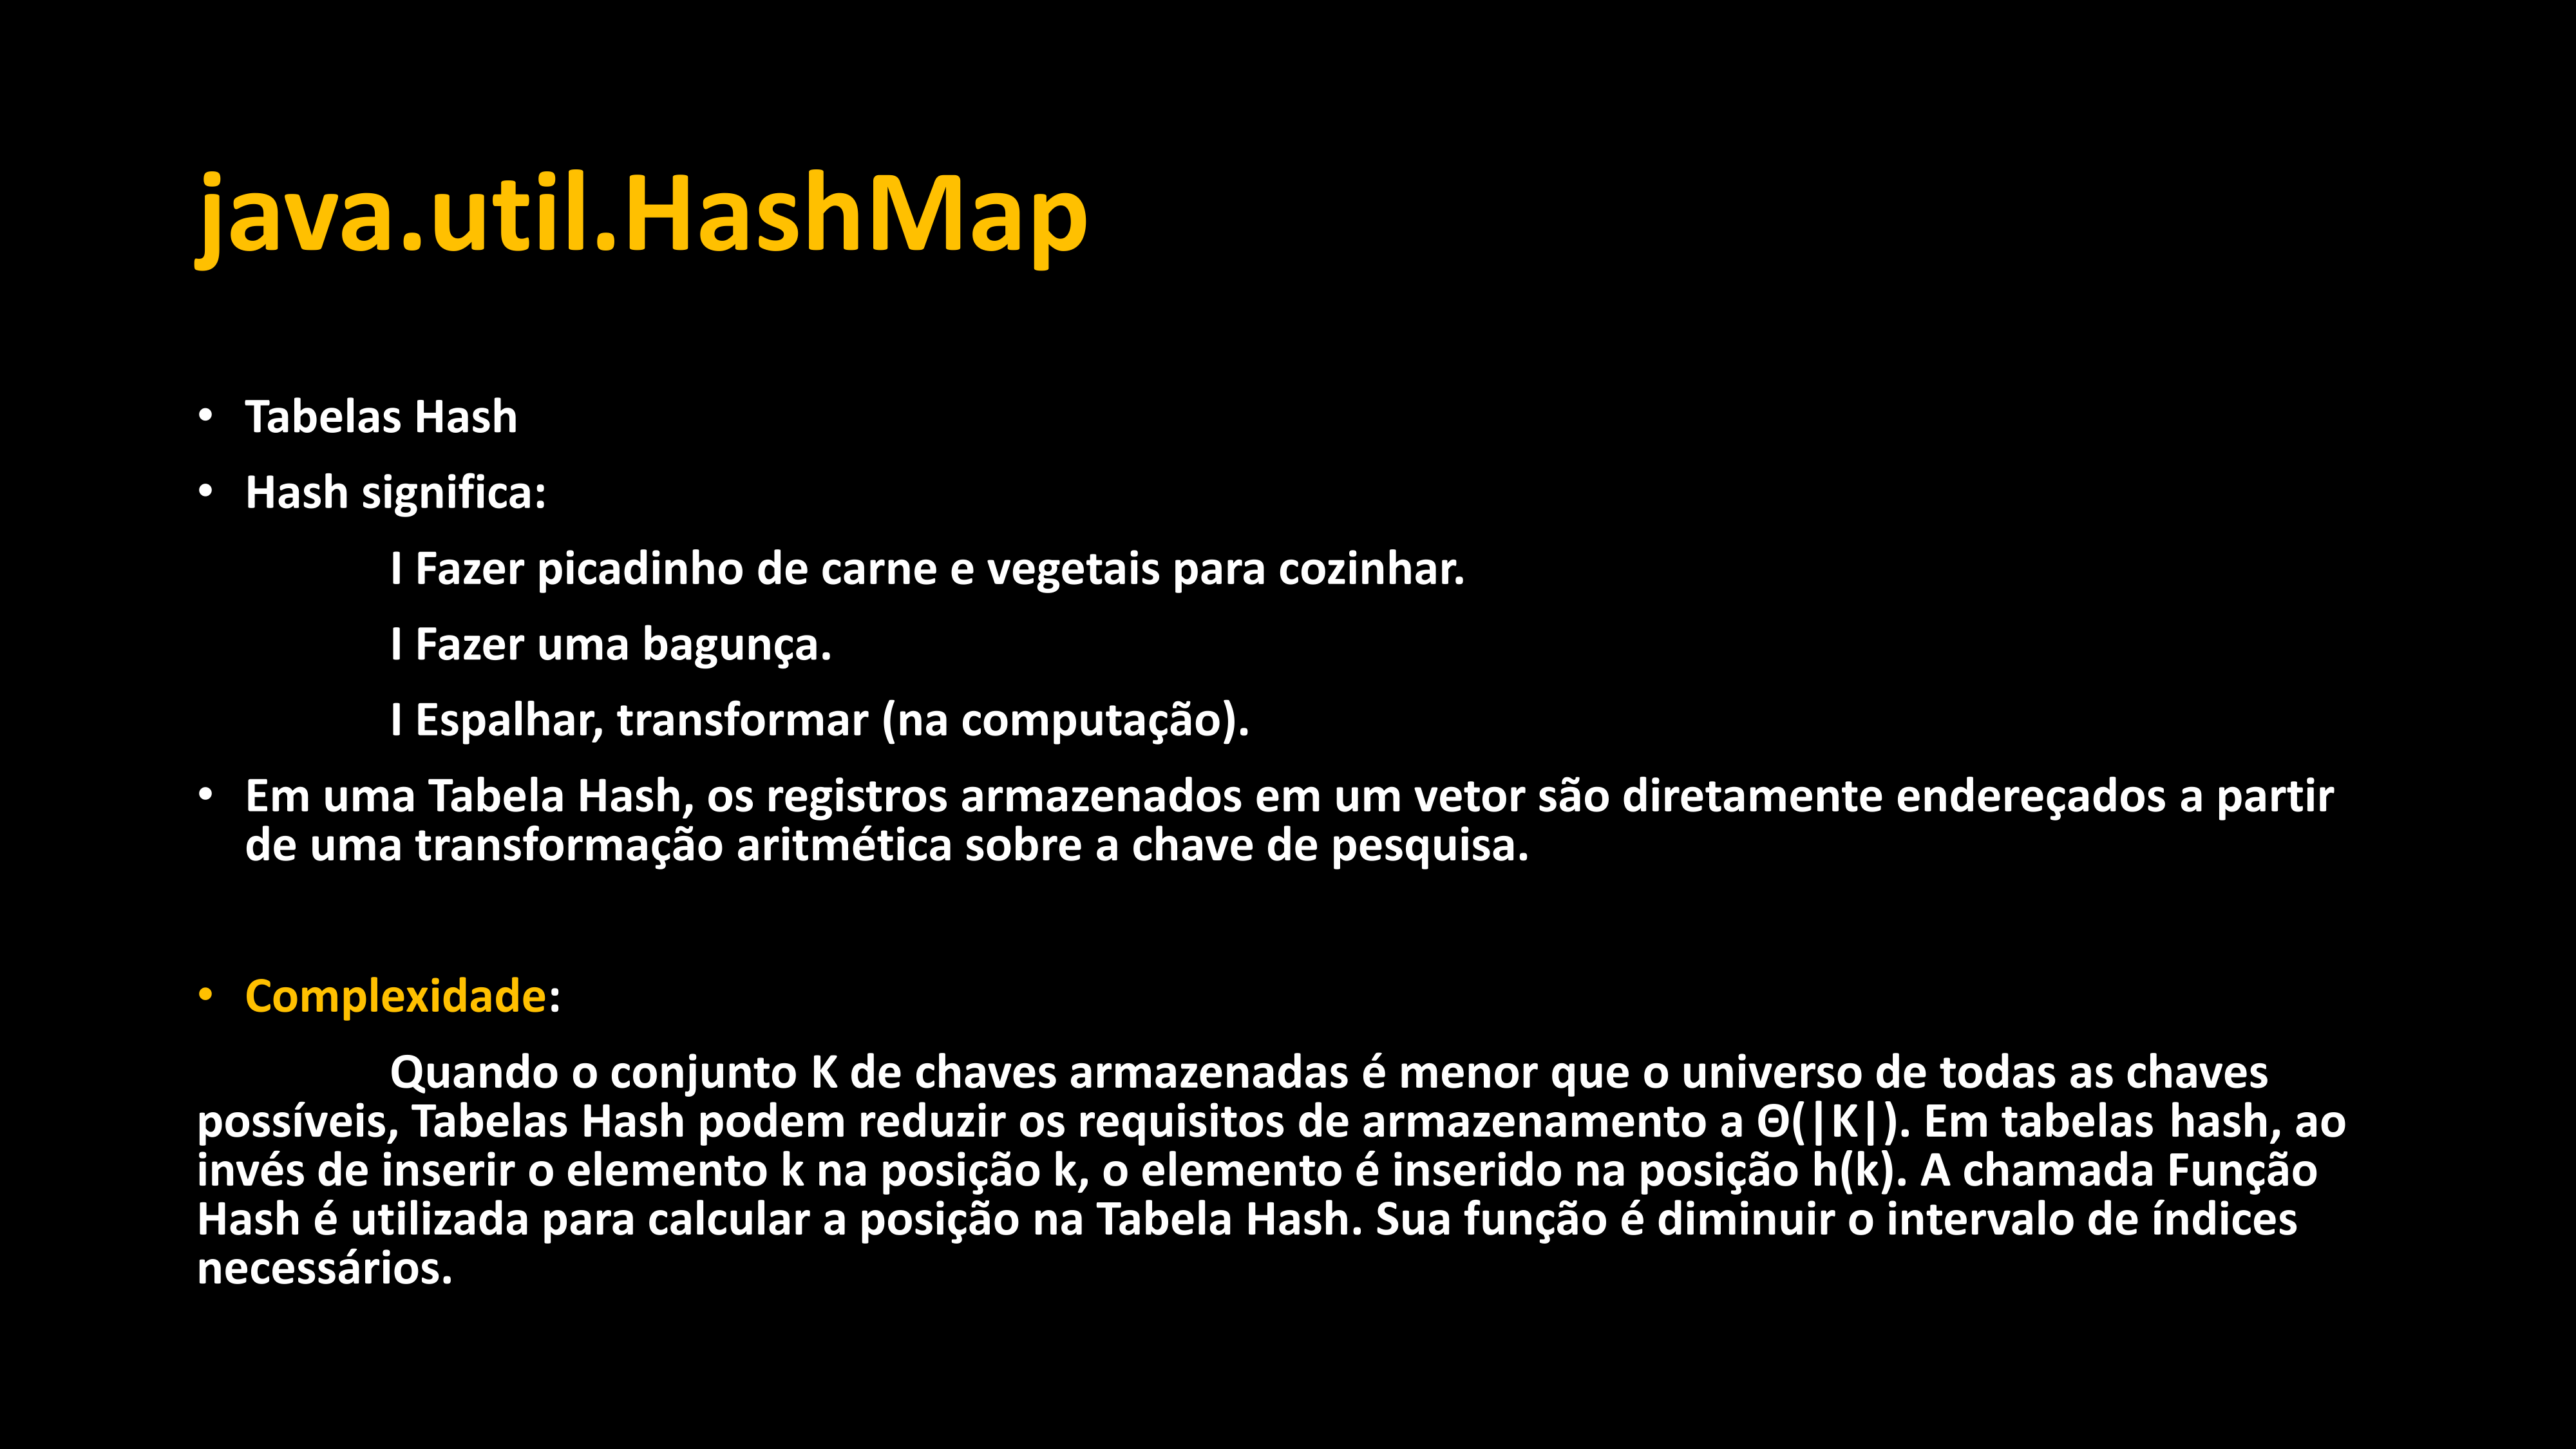 java.util.HashMap
• Tabelas Hash
• Hash significa:
I Fazer picadinho de carne e vegetais para cozinhar.
I Fazer uma bagunça.
I Espalhar, transformar (na computação).
• Em uma Tabela Hash, os registros armazenados em um vetor são diretamente endereçados a partir
de uma transformação aritmética sobre a chave de pesquisa.
• Complexidade:
Quando o conjunto K de chaves armazenadas é menor que o universo de todas as chaves
possíveis, Tabelas Hash podem reduzir os requisitos de armazenamento a Θ(|K|). Em tabelas hash, ao
invés de inserir o elemento k na posição k, o elemento é inserido na posição h(k). A chamada Função
Hash é utilizada para calcular a posição na Tabela Hash. Sua função é diminuir o intervalo de índices
necessários.